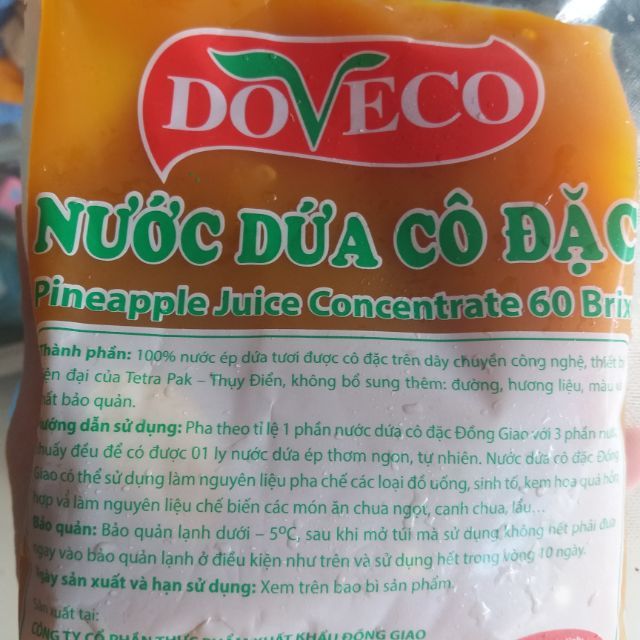 DOVECO
NƯỚC DỨA CÔ ĐẶC
Pineapple Juice Concentrate 60 Brix
Thành phần: 100% nước ép dứa tươi được cô đặc trên dây chuyền công nghệ, thiết bị
hiện đại của Tetra Pak – Thụy Điển, không bổ sung thêm: đường, hương liệu, màu và
chất bảo quản.
Hướng dẫn sử dụng: Pha theo tỉ lệ 1 phần nước dứa cô đặc Đồng Giao với 3 phần nước,
khuấy đều để có được 01 ly nước dứa ép thơm ngon, tự nhiên. Nước dứa cô đặc Đồng
Giao có thể sử dụng làm nguyên liệu pha chế các loại đồ uống, sinh tố, kem hoa quả hỗn
hợp và làm nguyên liệu chế biến các món ăn chua ngọt, canh chua, lẩu...
Bảo quản: Bảo quản lạnh dưới – 5ºC, sau khi mở túi mà sử dụng không hết phải đưa
ngay vào bảo quản lạnh ở điều kiện như trên và sử dụng hết trong vòng 10 ngày.
Ngày sản xuất và hạn sử dụng: Xem trên bao bì sản phẩm.
Sản xuất tại:
CÔNG TY CỔ PHẦN THỰC PHẨM XUẤT KHẨU ĐỒNG GIAO